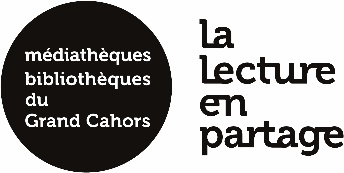 médiathèques
bibliothèques
du
Grand Cahors
la
lecture
en
partage